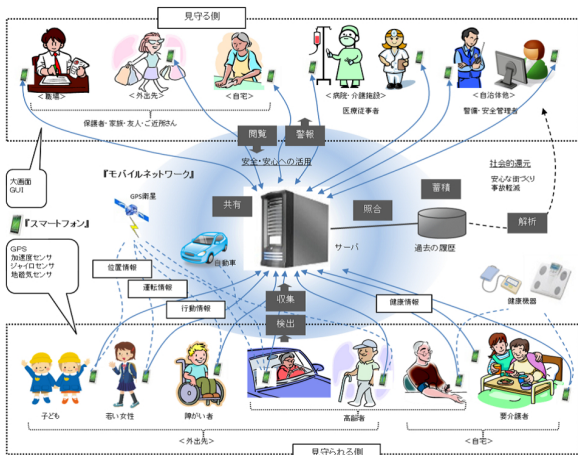 見守る側
<職場>
<外出先>
<自宅>
<病院・介護施設>
<自治体他>
保護者・家族・友人・ご近所さん
医療従事者
警備・安全管理者
閲覧
警報
安全・安心への活用
大画面
GUI
『モバイルネットワーク』
GPS衛星
社会的還元
安心な街づくり
事故軽減
共有
蓄積
照合
解析
『スマートフォン』
サーバ
過去の履歴
GPS
加速度センサ
ジャイロセンサ
地磁気センサ
自動車
位置情報
運転情報
行動情報
収集
健康情報
健康機器
検出
子ども
若い女性
障がい者
高齢者
要介護者
<外出先>
<自宅>
見守られる側